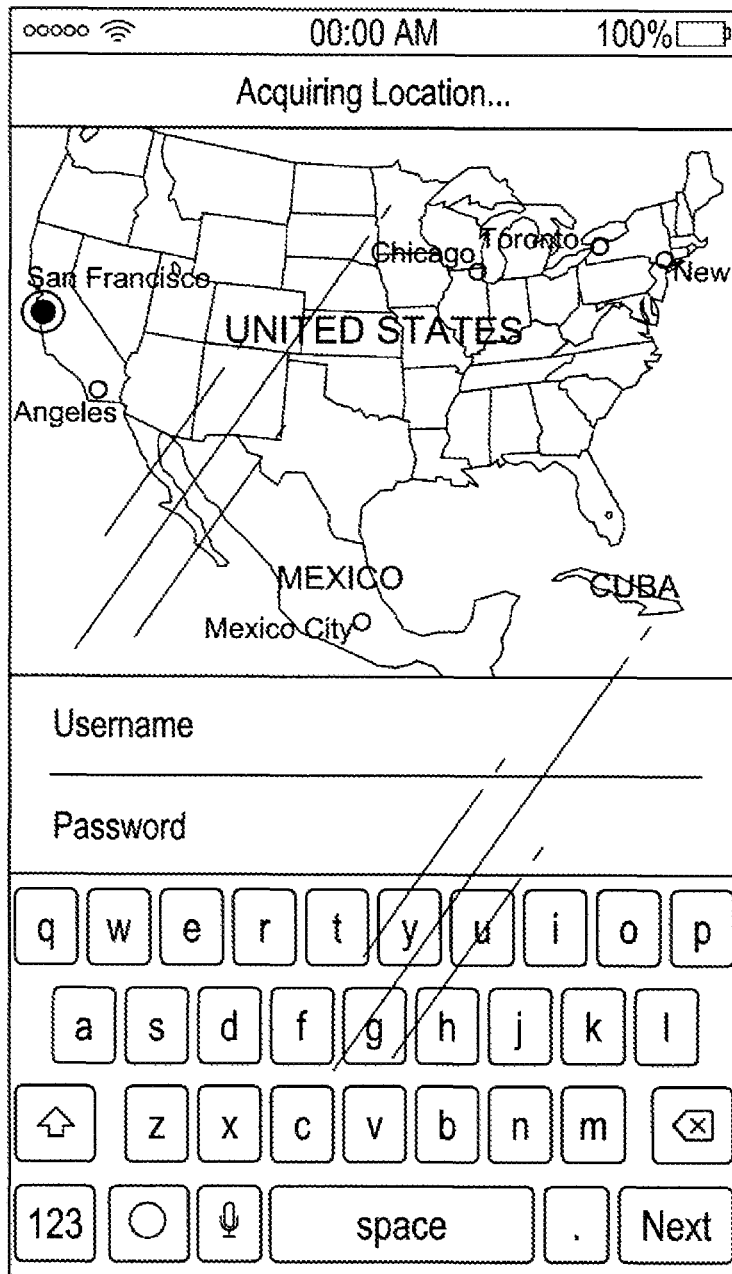 00:00 AM 100%
Acquiring Location...
Toronto
Chicago
New
San Francisco
UNITED STATES
Angeles
MEXICO
CUBA
Mexico City
Username
Password
q w e r t y u i o p
a s d f g h j k l
z x c v b n m
123 space . Next